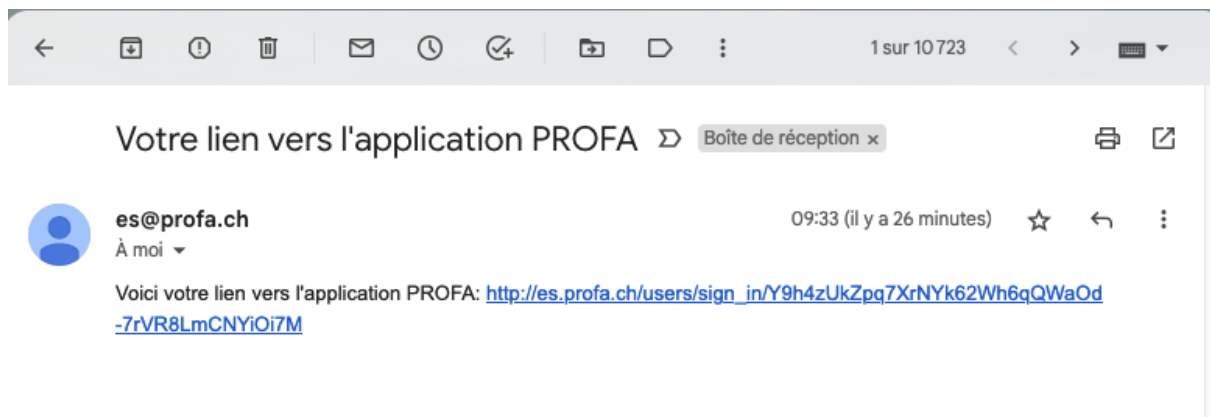 1 sur 10 723
Votre lien vers l'application PROFA Boîte de réception ×
es@profa.ch 09:33 (il y a 26 minutes)
À moi
Voici votre lien vers l'application PROFA: http://es.profa.ch/users/sign_in/Y9h4zUkZpq7XrNYk62Wh6qQWaOd
-7rVR8LmCNYiOi7M